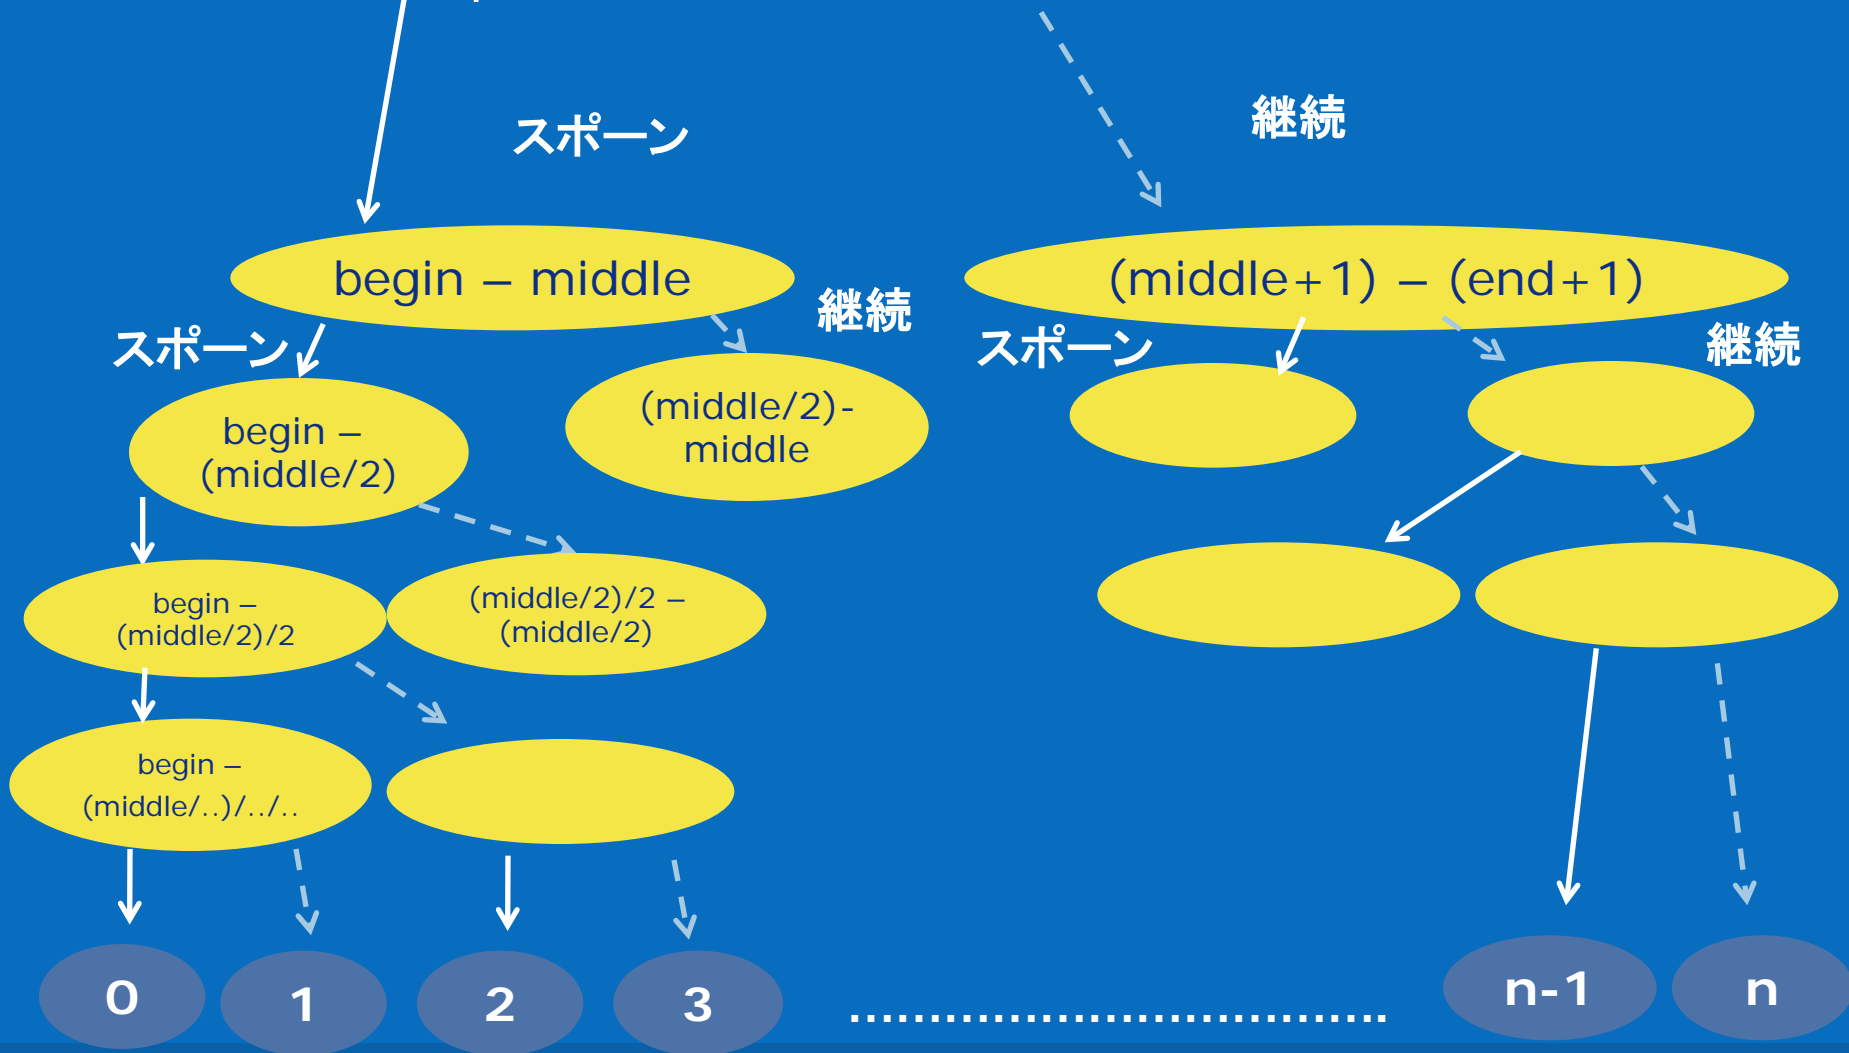 スポーン
継続
begin – middle
(middle+1) – (end+1)
継続
スポーン
スポーン
継続
(middle/2)-
middle
begin –
(middle/2)
begin –
(middle/2)/2
(middle/2)/2 –
(middle/2)
begin –
(middle/..)/../..
0
1
2
3
..................................
n-1
n